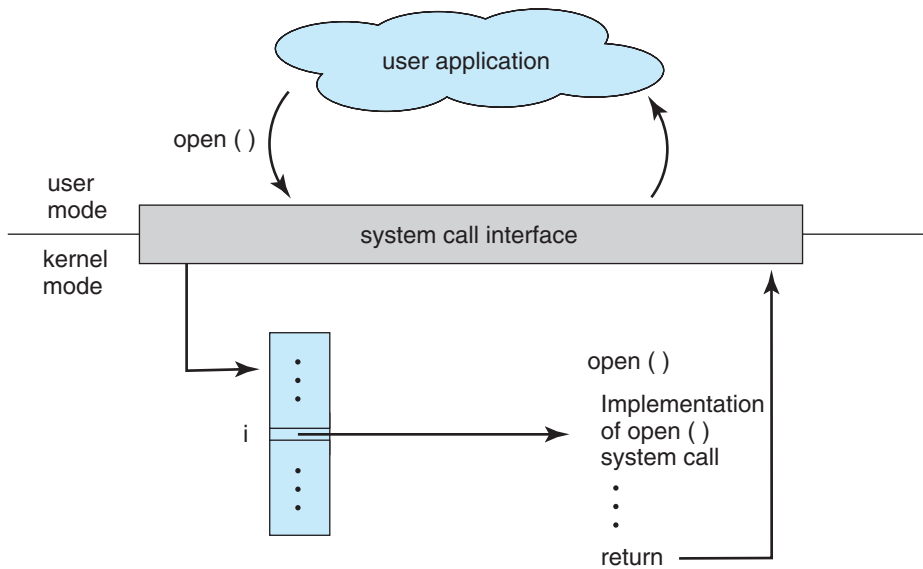 user application
open ( )
user
mode
system call interface
kernel
mode
open ( )
i
Implementation
of open ( )
system call
return